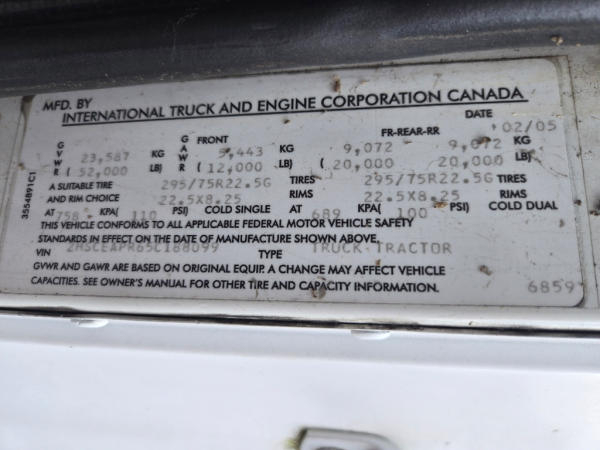 MFD. BY INTERNATIONAL TRUCK AND ENGINE CORPORATION CANADA
DATE 02/05
GVWR 23,587 KG GAWR FRONT 5,443 KG FR-REAR-RR 9,072 KG 9,072 KG
( 52,000 LB) ( 12,000 LB) ( 20,000 LB) 20,000 LB)
A SUITABLE TIRE 295/75R22.5G TIRES 295/75R22.5G TIRES
AND RIM CHOICE 22.5X8.25 RIMS 22.5X8.25 RIMS
AT 758 KPA( 110 PSI) COLD SINGLE AT 689 KPA( 100 PSI) COLD DUAL
THIS VEHICLE CONFORMS TO ALL APPLICABLE FEDERAL MOTOR VEHICLE SAFETY
STANDARDS IN EFFECT ON DATE OF MANUFACTURE SHOWN ABOVE.
VIN 2HSCEAPR65C188099 TYPE TRUCK-TRACTOR
GVWR AND GAWR ARE BASED ON ORIGINAL EQUIP. A CHANGE MAY AFFECT VEHICLE
CAPACITIES. SEE OWNER'S MANUAL FOR OTHER TIRE AND CAPACITY INFORMATION.
6859
3554891C1